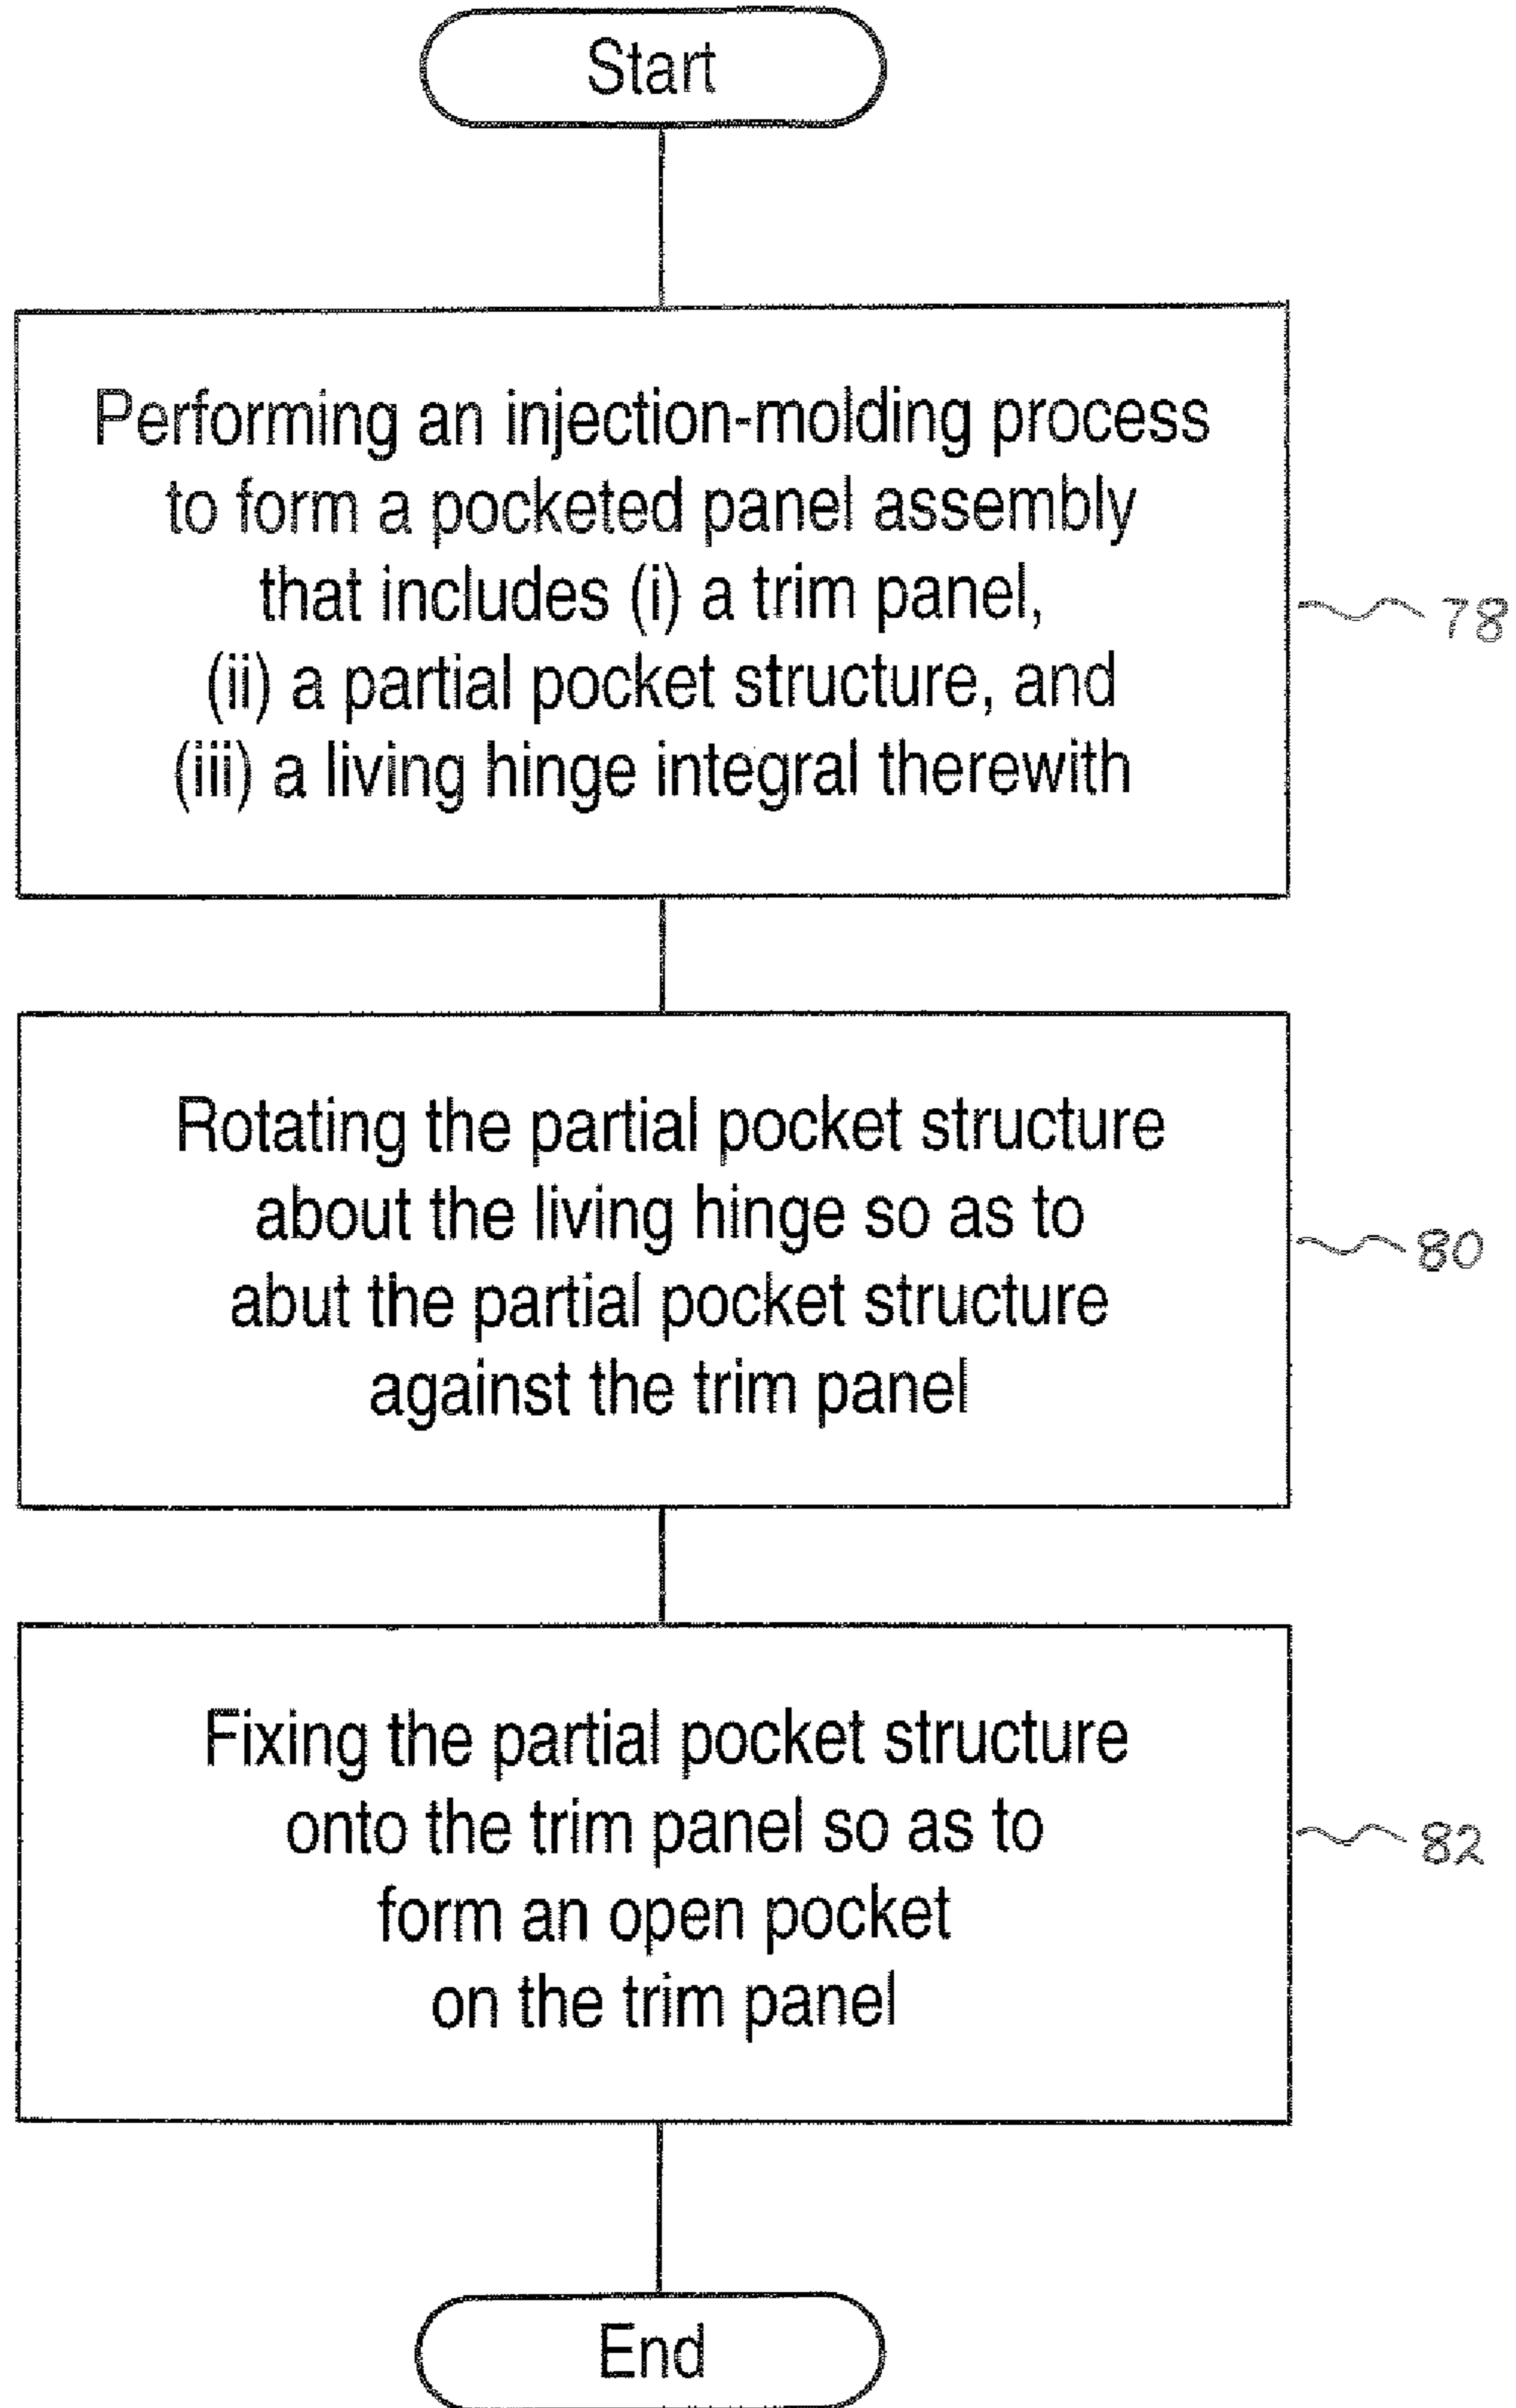 Start
Performing an injection-molding process
to form a pocketed panel assembly
that includes (i) a trim panel,
(ii) a partial pocket structure, and
(iii) a living hinge integral therewith
78
Rotating the partial pocket structure
about the living hinge so as to
abut the partial pocket structure
against the trim panel
80
Fixing the partial pocket structure
onto the trim panel so as to
form an open pocket
on the trim panel
82
End